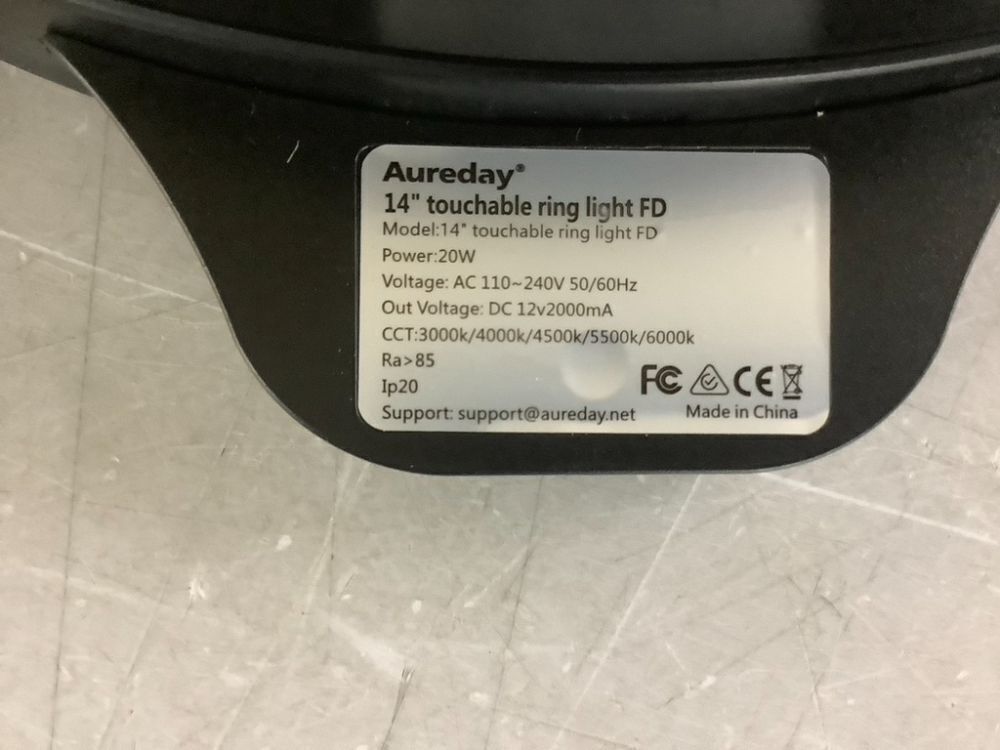 Aureday®
14" touchable ring light FD
Model:14" touchable ring light FD
Power:20W
Voltage: AC 110~240V 50/60Hz
Out Voltage: DC 12v2000mA
CCT:3000k/4000k/4500k/5500k/6000k
Ra>85
Ip20
FC CE
Support: support@aureday.net Made in China